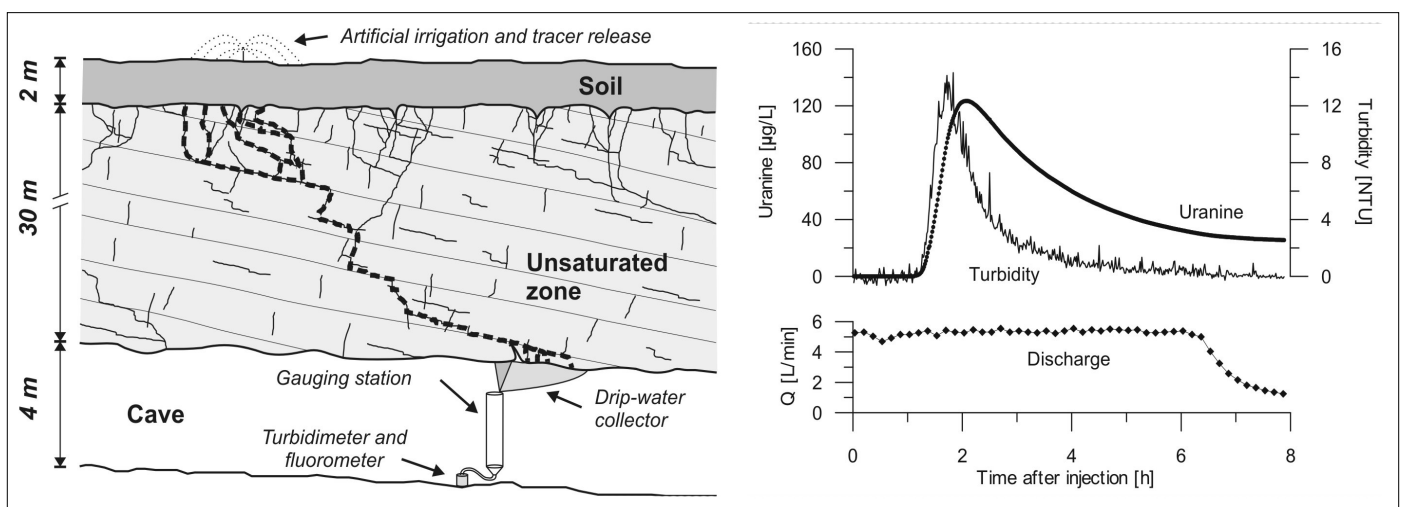 Artificial irrigation and tracer release
2 m
Soil
30 m
Unsaturated
zone
4 m
Gauging station
Cave
Drip-water
collector
Turbidimeter and
fluorometer
160
120
80
40
0
Uranine [µg/L]
16
12
8
4
0
Turbidity [NTU]
Uranine
Turbidity
6
4
2
0
Q [L/min]
Discharge
0
2
4
6
8
Time after injection [h]